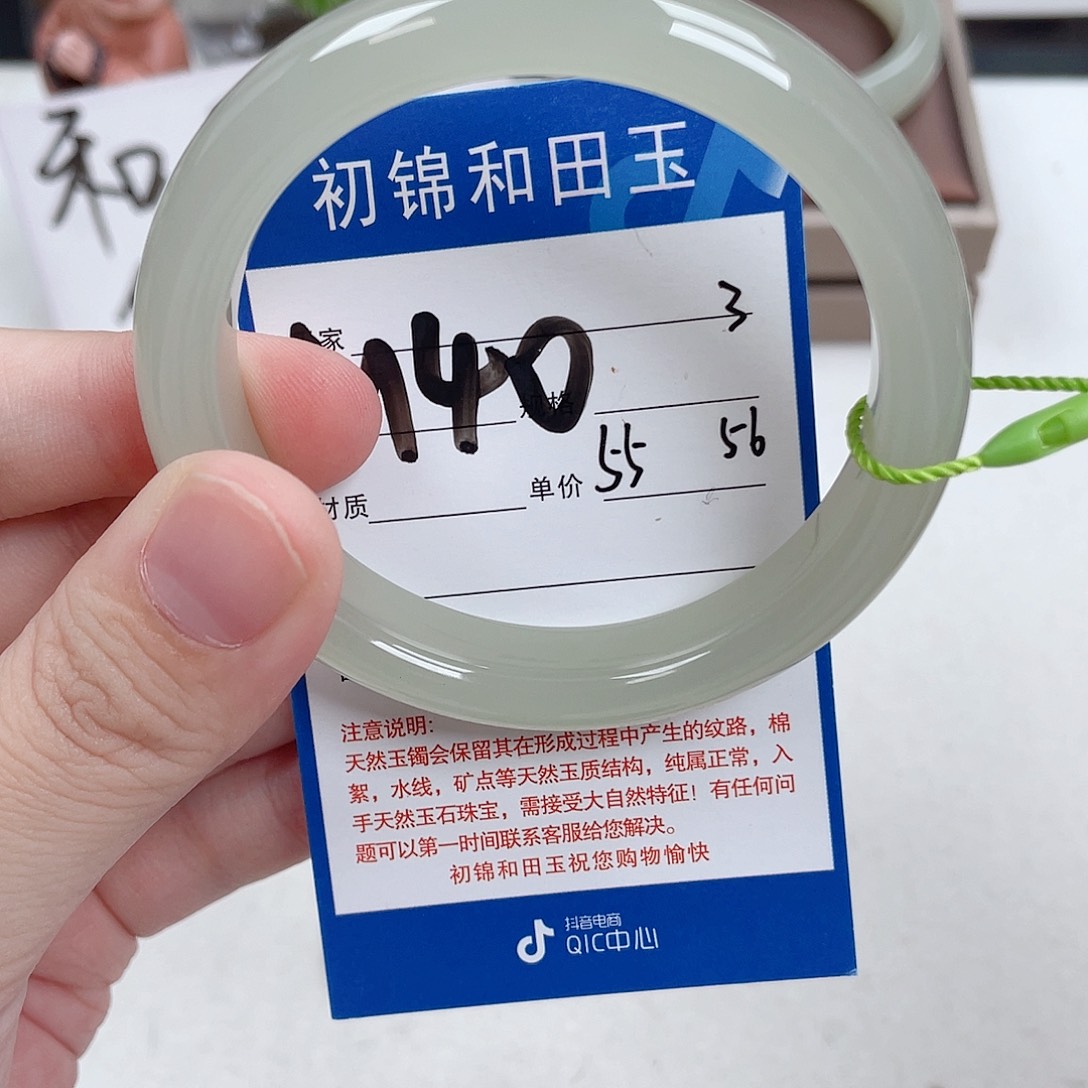 和
初锦和田玉
家
3
140
规格
55 56
材质
单价
注意说明:
天然玉镯会保留其在形成过程中产生的纹路，棉
絮，水线，矿点等天然玉质结构，纯属正常，入
手天然玉石珠宝，需接受大自然特征！有任何问
题可以第一时间联系客服给您解决。
初锦和田玉祝您购物愉快
抖音电商
QIC中心